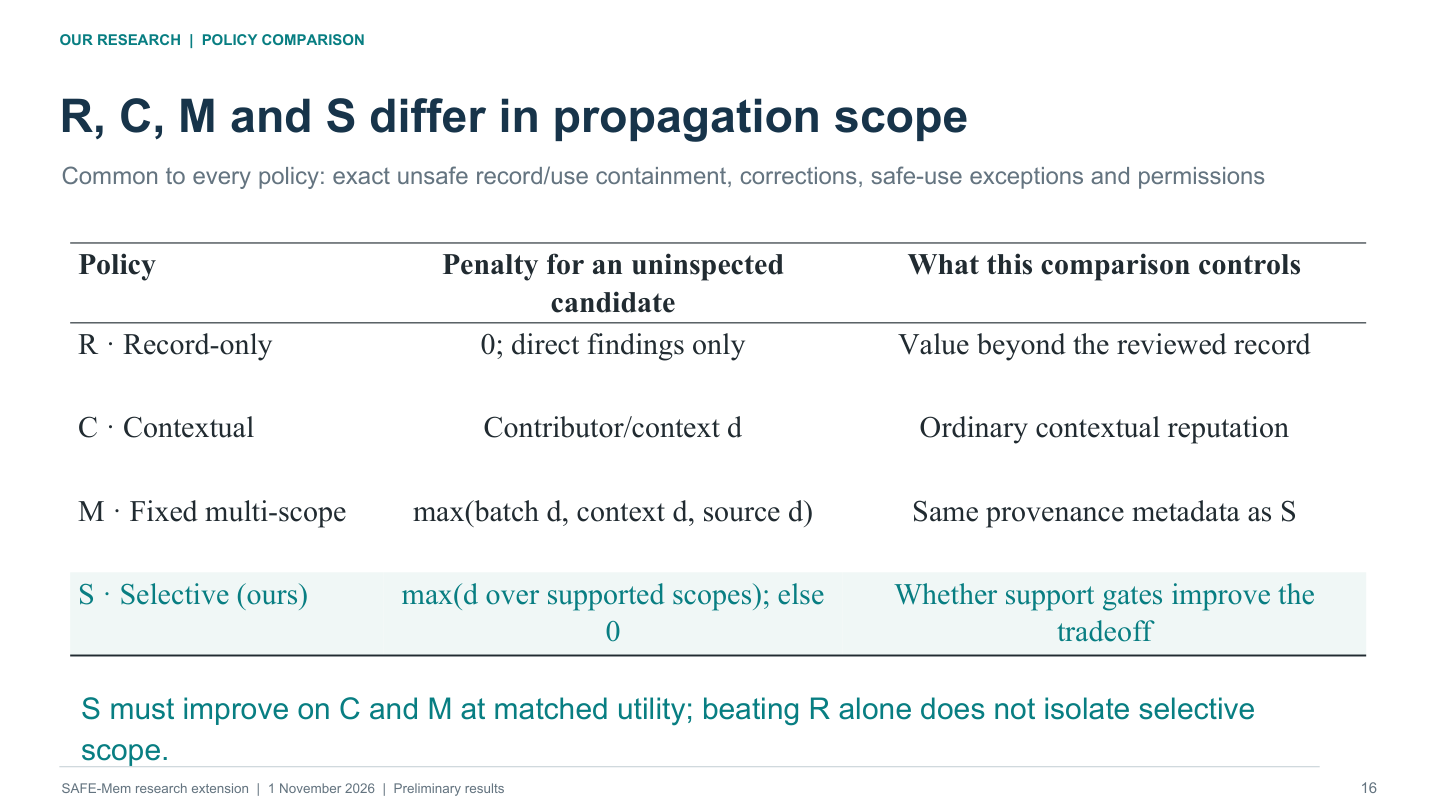 OUR RESEARCH | POLICY COMPARISON
R, C, M and S differ in propagation scope
Common to every policy: exact unsafe record/use containment, corrections, safe-use exceptions and permissions
Policy
Penalty for an uninspected
candidate
What this comparison controls
R · Record-only
0; direct findings only
Value beyond the reviewed record
C · Contextual
Contributor/context d
Ordinary contextual reputation
M · Fixed multi-scope
max(batch d, context d, source d)
Same provenance metadata as S
S · Selective (ours)
max(d over supported scopes); else
0
Whether support gates improve the
tradeoff
S must improve on C and M at matched utility; beating R alone does not isolate selective
scope.
SAFE-Mem research extension | 1 November 2026 | Preliminary results
16